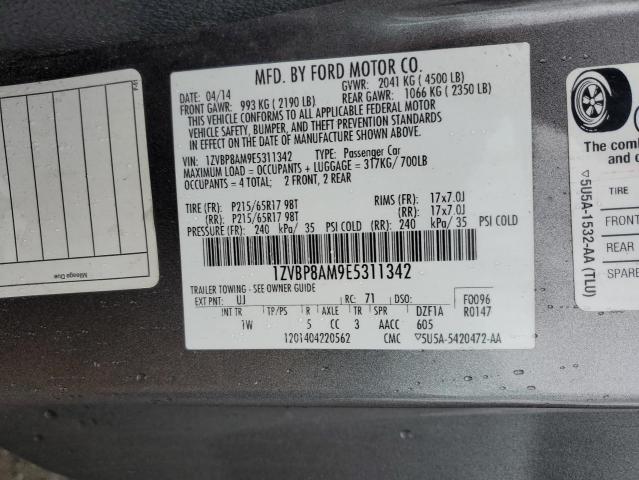 MFD. BY FORD MOTOR CO.
DATE: 04/14 GVWR: 2041 KG ( 4500 LB)
FRONT GAWR: 993 KG ( 2190 LB) REAR GAWR: 1066 KG ( 2350 LB)
THIS VEHICLE CONFORMS TO ALL APPLICABLE FEDERAL MOTOR
VEHICLE SAFETY, BUMPER, AND THEFT PREVENTION STANDARDS
IN EFFECT ON THE DATE OF MANUFACTURE SHOWN ABOVE.
VIN: 1ZVBP8AM9E5311342 TYPE: Passenger Car
MAXIMUM LOAD = OCCUPANTS + LUGGAGE = 317KG/ 700LB
OCCUPANTS = 4 TOTAL; 2 FRONT, 2 REAR
TIRE (FR): P215/65R17 98T RIMS (FR): 17x7.0J
(RR): P215/65R17 98T (RR): 17x7.0J
PRESSURE (FR): 240 kPa/ 35 PSI COLD (RR): 240 kPa/ 35 PSI COLD
1ZVBP8AM9E5311342
TRAILER TOWING - SEE OWNER GUIDE
EXT PNT: UJ RC: 71 DSO: F0096
INT TR TP/PS R AXLE TR SPR DZF1A R0147
1W 5 CC 3 AACC 605
1201404220562 CMC ▽5U5A-5420472-AA
Mileage Due
The comb
and c
TIRE
FRONT
REAR
SPARE
▽5U5A-1532-AA (TLU)